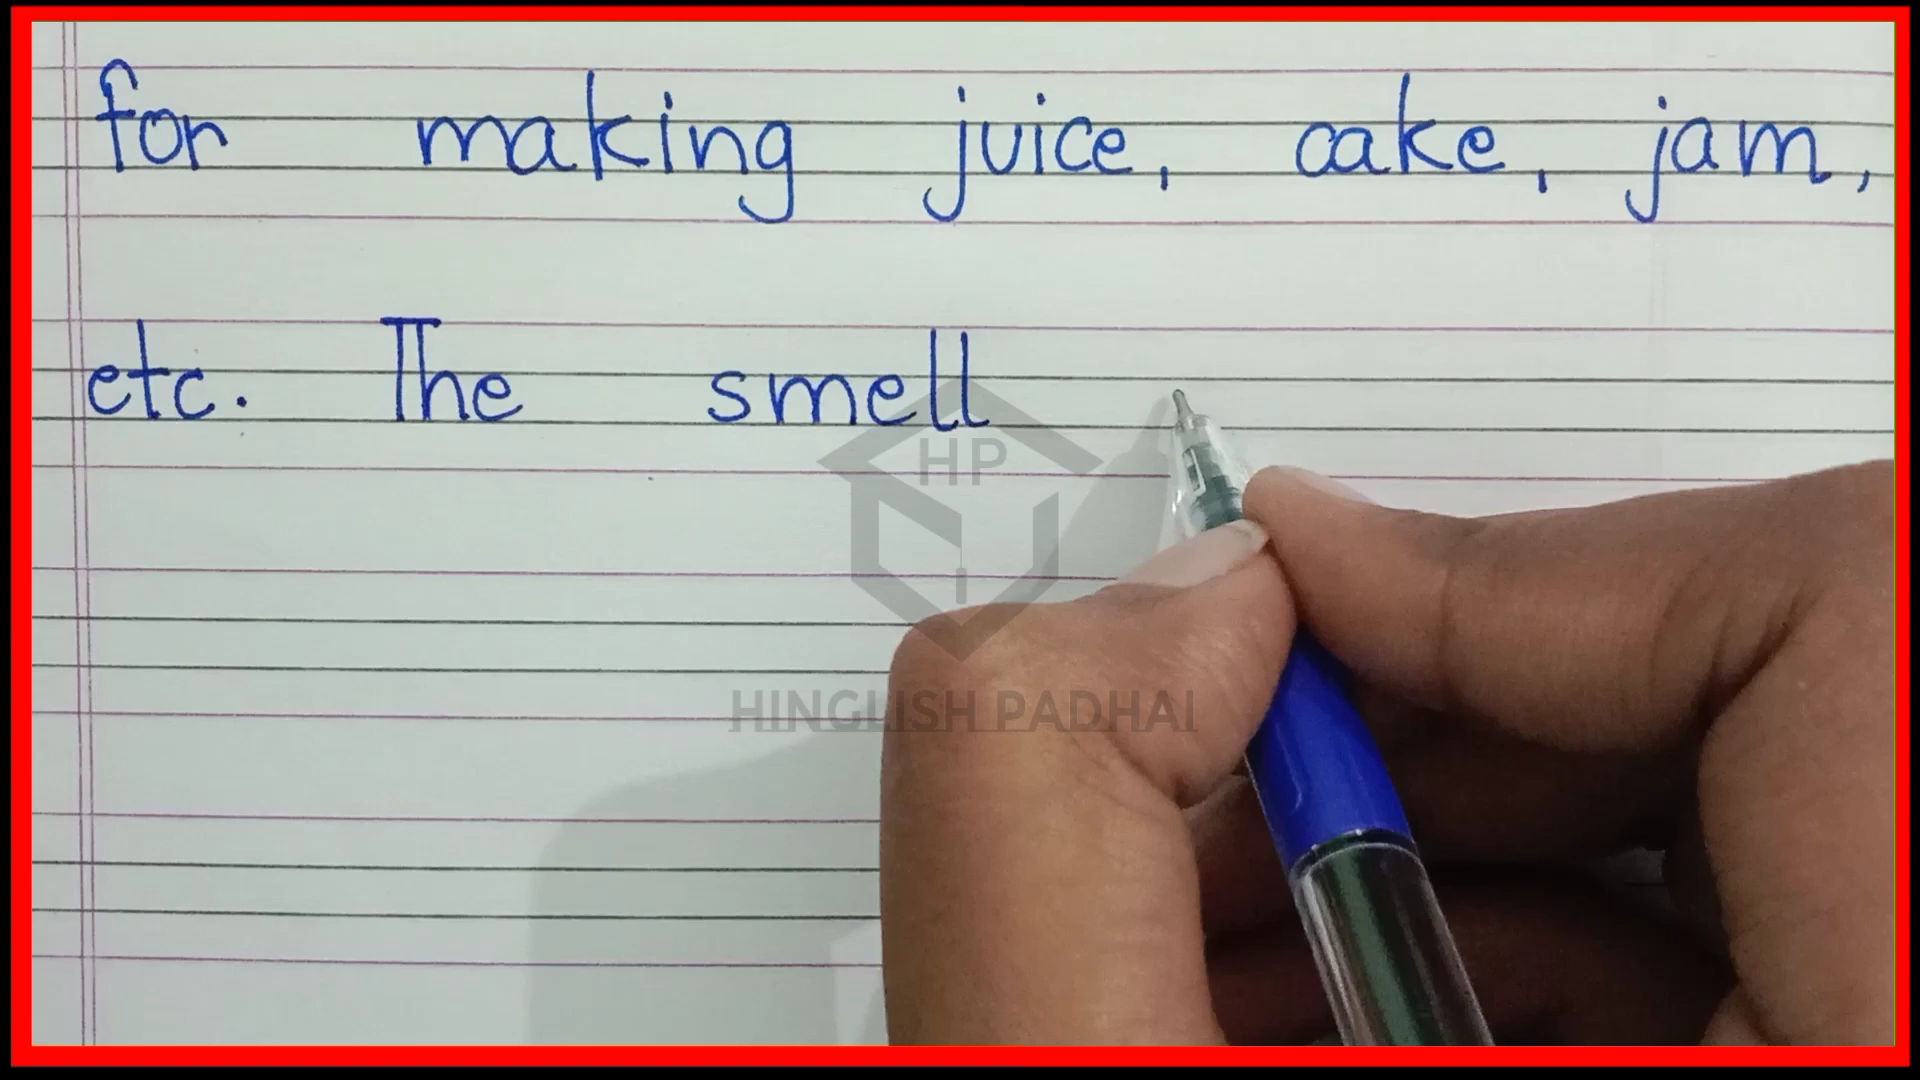 for making juice, cake, jam,
etc. The smell
HP
I
HINGLISH PADHAI